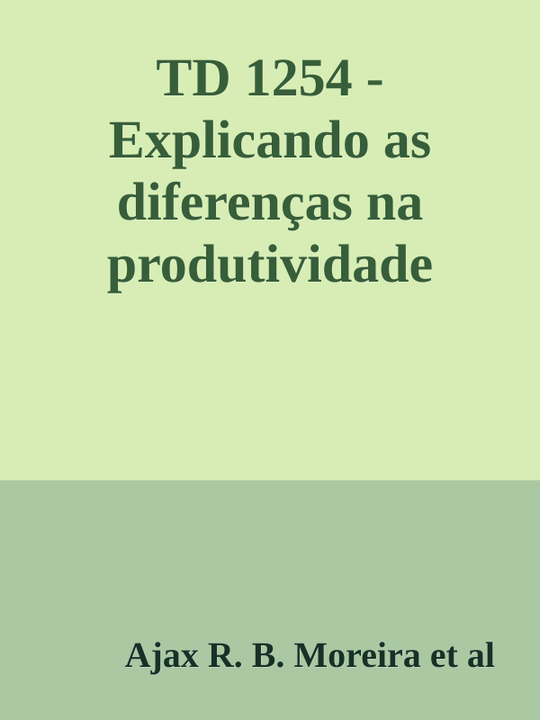 TD 1254 -
Explicando as
diferenças na
produtividade
Ajax R. B. Moreira et al